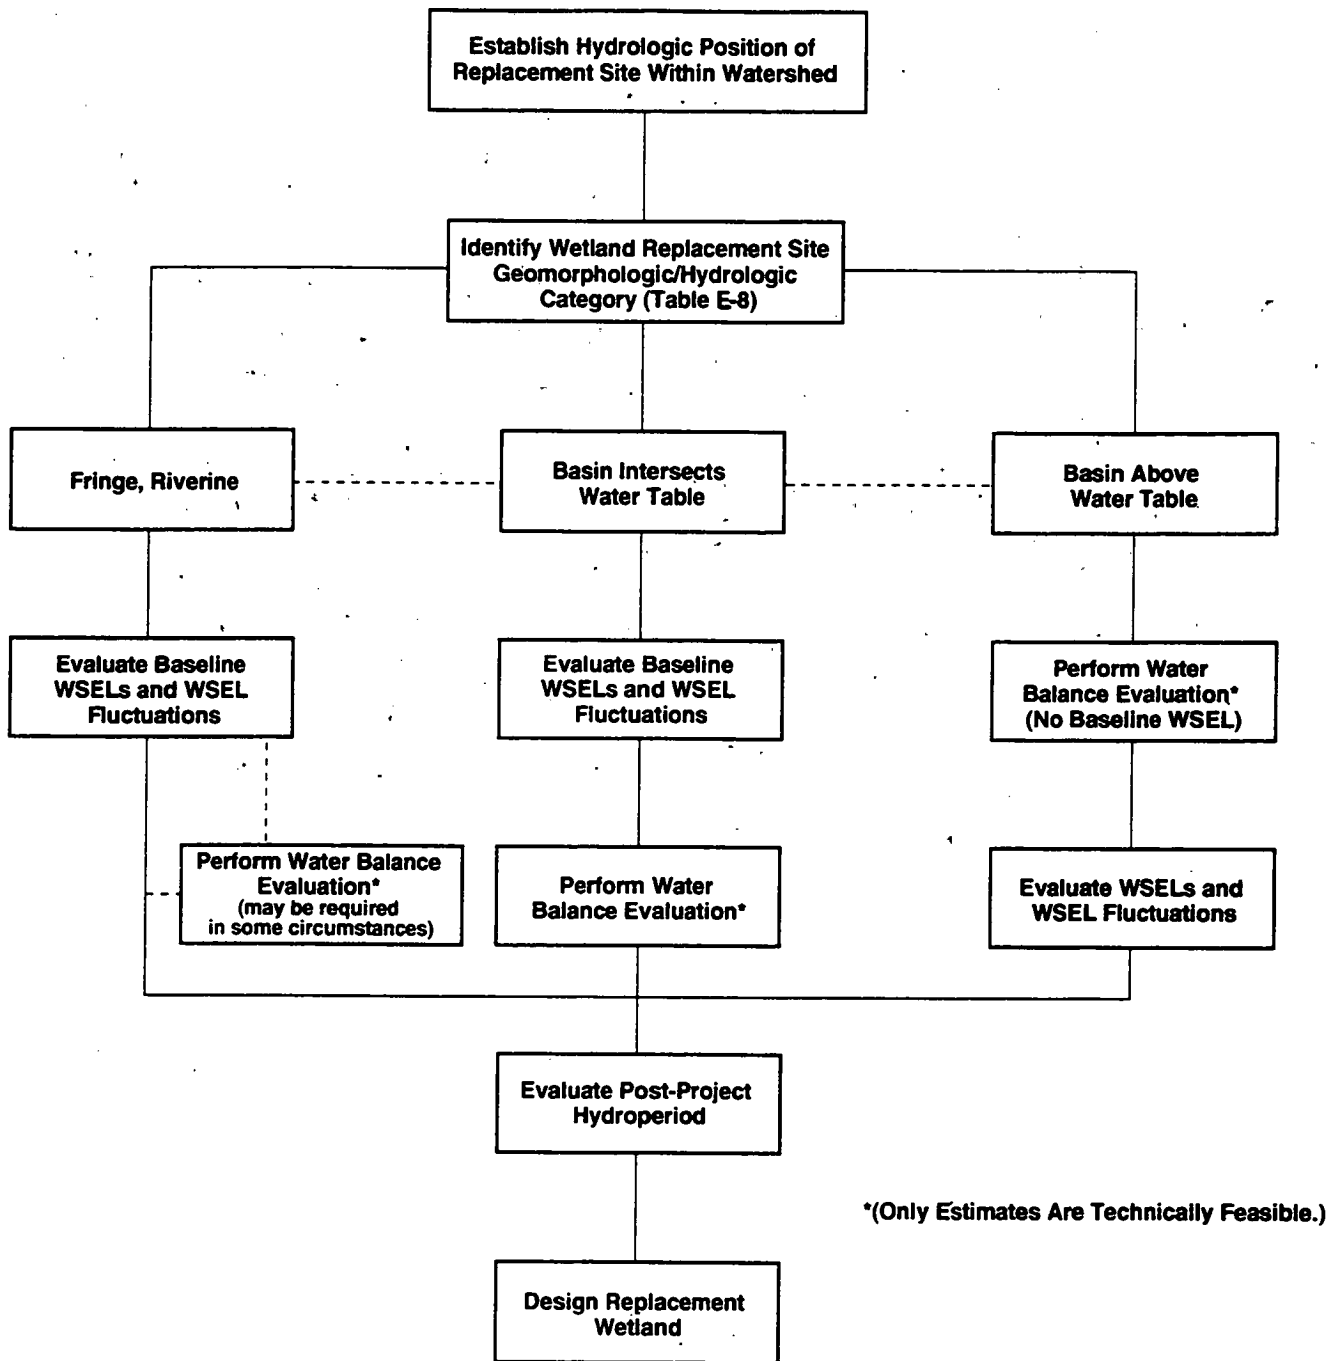 Establish Hydrologic Position of
Replacement Site Within Watershed
Identify Wetland Replacement Site
Geomorphologic/Hydrologic
Category (Table E-8)
Fringe, Riverine
Basin Intersects
Water Table
Basin Above
Water Table
Evaluate Baseline
WSELs and WSEL
Fluctuations
Evaluate Baseline
WSELs and WSEL
Fluctuations
Perform Water
Balance Evaluation*
(No Baseline WSEL)
Perform Water Balance
Evaluation*
(may be required
in some circumstances)
Perform Water
Balance Evaluation*
Evaluate WSELs and
WSEL Fluctuations
Evaluate Post-Project
Hydroperiod
*(Only Estimates Are Technically Feasible.)
Design Replacement
Wetland